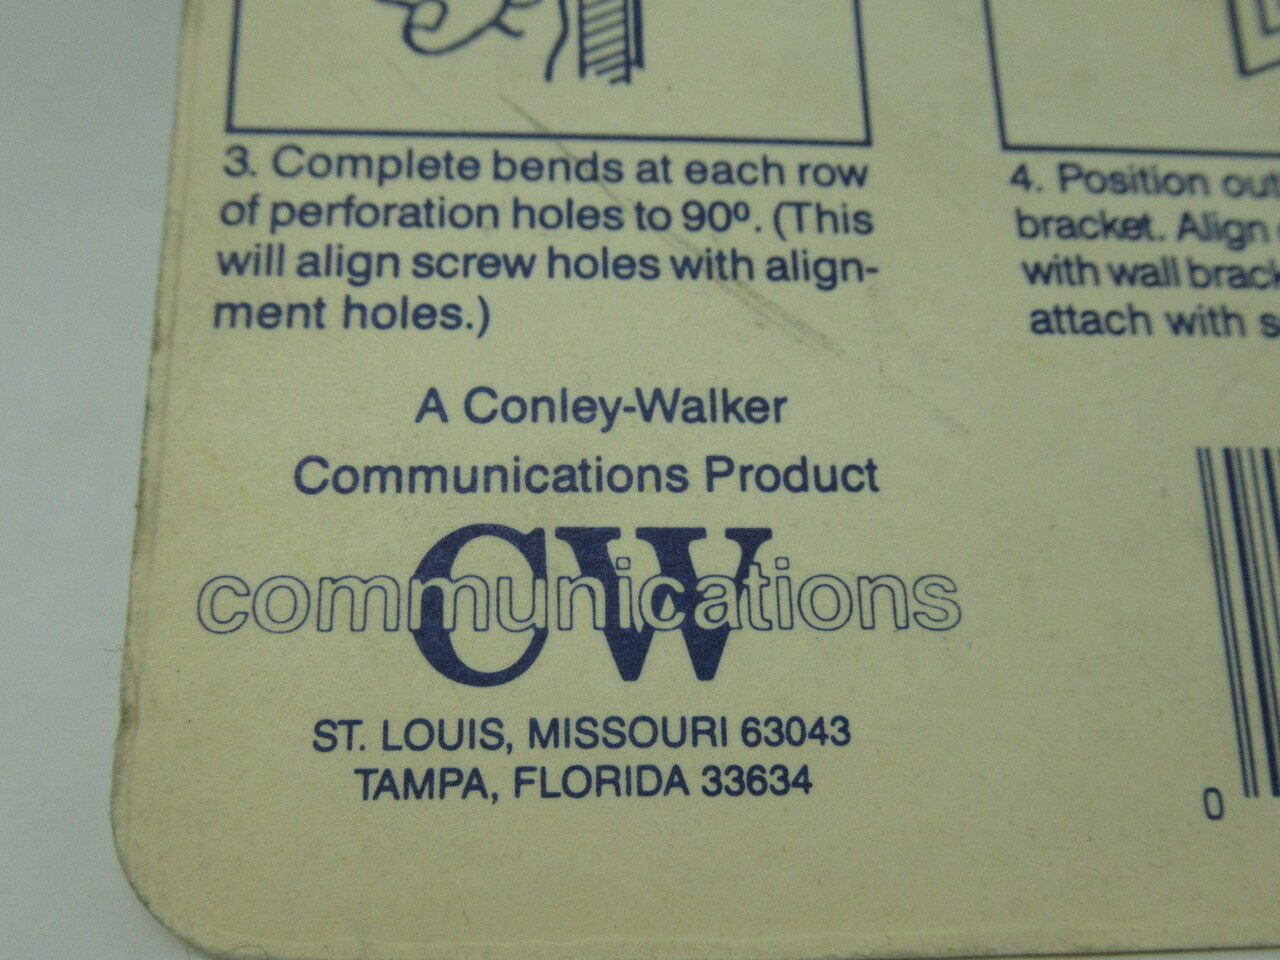 3. Complete bends at each row
of perforation holes to 90º. (This
will align screw holes with align-
ment holes.)
4. Position
bracket. Align
with wall
attach with
A Conley-Walker
Communications Product
CW
communications
ST. LOUIS, MISSOURI 63043
TAMPA, FLORIDA 33634
0